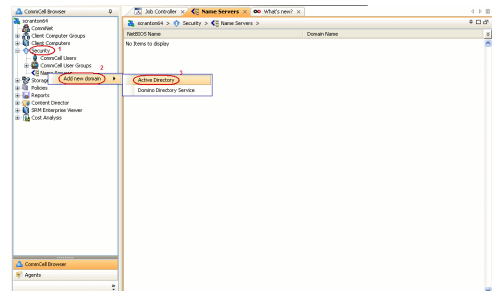 CommCell Browser
scranton64
CommNet
Client Computer Groups
Client Computers
Security 1
CommCell Users
CommCell User Groups
2
Name Servers
Storage
Add new domain
Policies
Reports
Content Director
SRM Enterprise Viewer
Cost Analysis
CommCell Browser
Agents
Job Controller
Name Servers
What's new?
scranton64 > Security > Name Servers >
NetBIOS Name Domain Name
No Items to display
3
Active Directory
Domino Directory Service